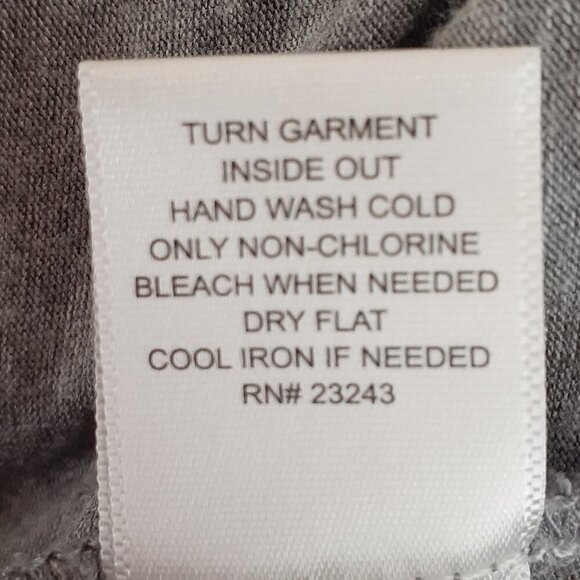 TURN GARMENT
INSIDE OUT
HAND WASH COLD
ONLY NON-CHLORINE
BLEACH WHEN NEEDED
DRY FLAT
COOL IRON IF NEEDED
RN# 23243